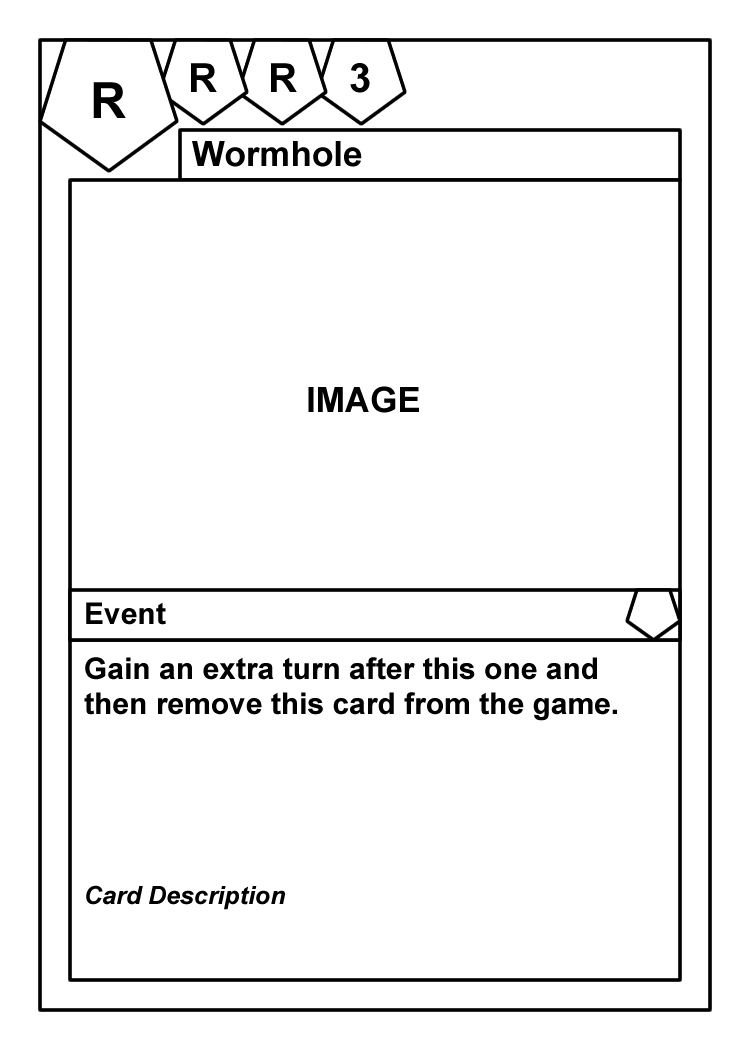 R R R 3
Wormhole
IMAGE
Event
Gain an extra turn after this one and
then remove this card from the game.
Card Description